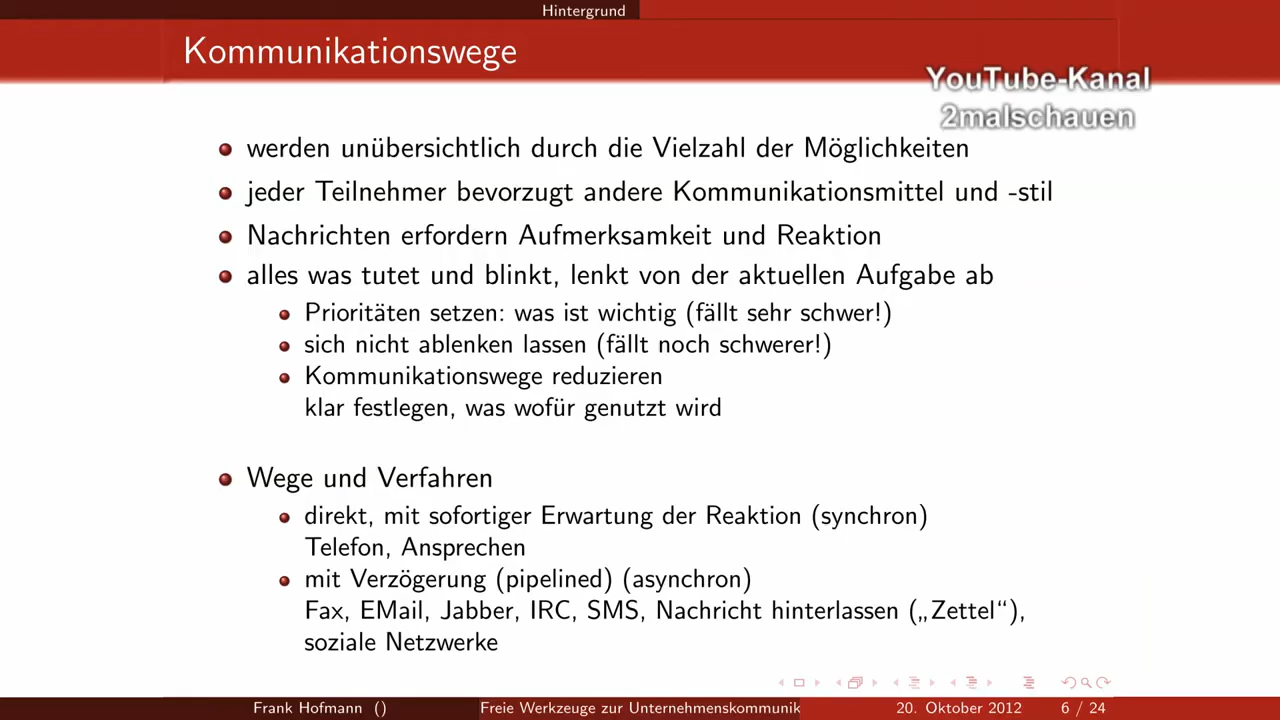 Hintergrund
Kommunikationswege
YouTube-Kanal
2malschauen
werden unübersichtlich durch die Vielzahl der Möglichkeiten
jeder Teilnehmer bevorzugt andere Kommunikationsmittel und -stil
Nachrichten erfordern Aufmerksamkeit und Reaktion
alles was tutet und blinkt, lenkt von der aktuellen Aufgabe ab
Prioritäten setzen: was ist wichtig (fällt sehr schwer!)
sich nicht ablenken lassen (fällt noch schwerer!)
Kommunikationswege reduzieren
klar festlegen, was wofür genutzt wird
Wege und Verfahren
direkt, mit sofortiger Erwartung der Reaktion (synchron)
Telefon, Ansprechen
mit Verzögerung (pipelined) (asynchron)
Fax, EMail, Jabber, IRC, SMS, Nachricht hinterlassen („Zettel“),
soziale Netzwerke
Frank Hofmann () Freie Werkzeuge zur Unternehmenskommunik 20. Oktober 2012 6 / 24